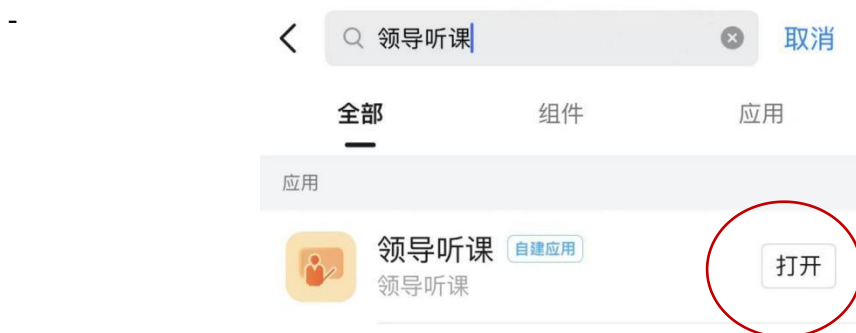 -
领导听课 取消
全部 组件 应用
应用
领导听课 自建应用
领导听课
打开